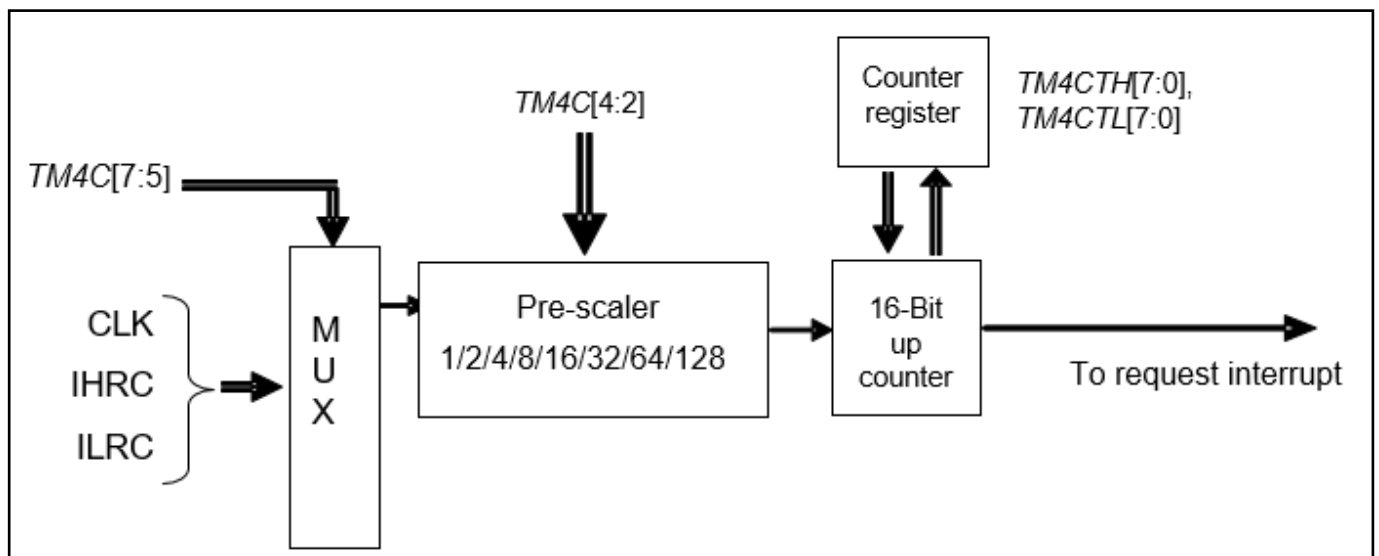 TM4C[7:5]
CLK
IHRC
ILRC
M
U
X
TM4C[4:2]
Pre-scaler
1/2/4/8/16/32/64/128
Counter
register
TM4CTH[7:0],
TM4CTL[7:0]
16-Bit
up
counter
To request interrupt